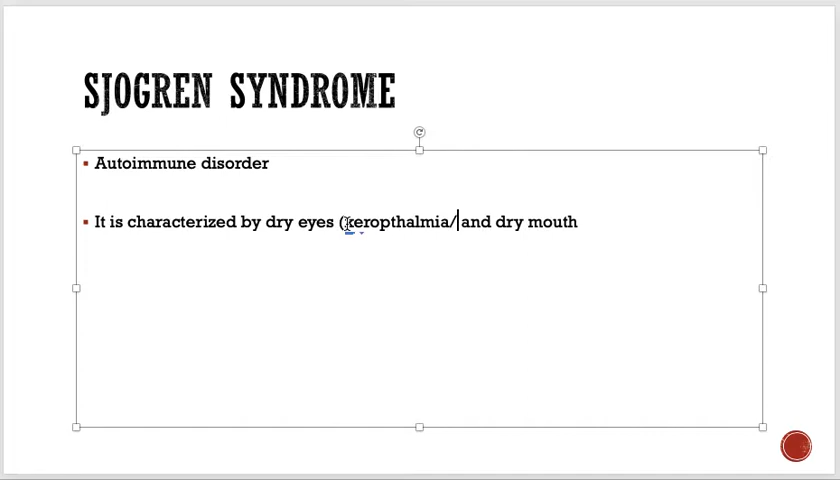 SJOGREN SYNDROME
▪ Autoimmune disorder
▪ It is characterized by dry eyes (xeropthalmia/ and dry mouth